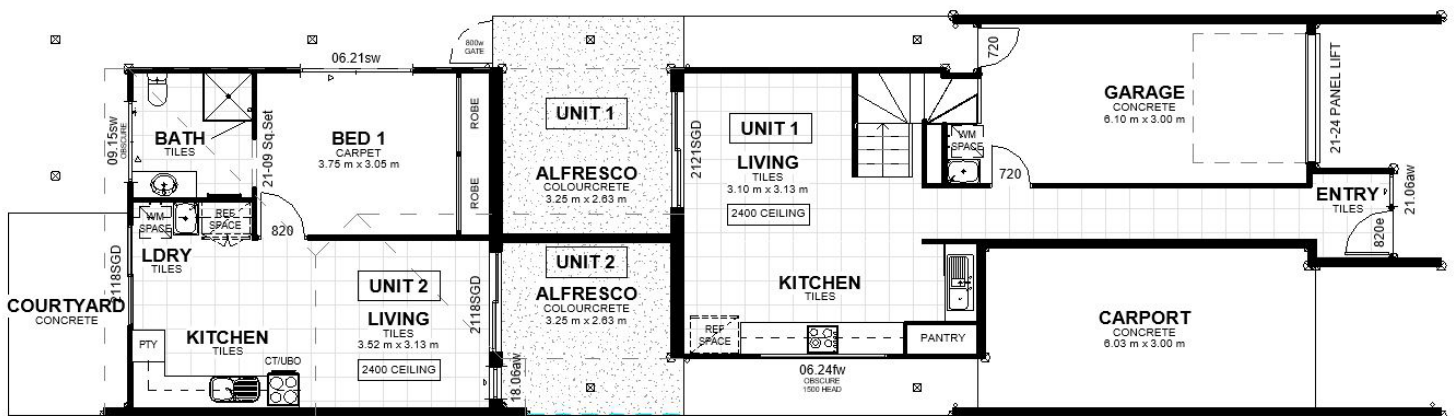 06.21sw
600w
GATE
720
UNIT 1
UNIT 1
GARAGE
CONCRETE
6.10 m x 3.00 m
21-24 PANEL LIFT
ROBE
BATH
TILES
BED 1
CARPET
3.75 m x 3.05 m
09.15sw
OBSCURE
21-09 Sq.Set
2121SGD
LIVING
TILES
3.10 m x 3.13 m
WM
SPACE
ALFRESCO
COLOURCRETE
3.25 m x 2.63 m
720
ROBE
ENTRY
TILES
21.06aw
2400 CEILING
WM
SPACE
REF
SPACE
820
820e
LDRY
TILES
UNIT 2
UNIT 2
ALFRESCO
COLOURCRETE
3.25 m x 2.63 m
KITCHEN
TILES
2118SGD
2118SGD
COURTYARD
CONCRETE
LIVING
TILES
3.52 m x 3.13 m
CARPORT
CONCRETE
6.03 m x 3.00 m
KITCHEN
TILES
PTY
REF
SPACE
PANTRY
CT/UBO
2400 CEILING
18.06aw
06.24fw
OBSCURE
1500 HEAD